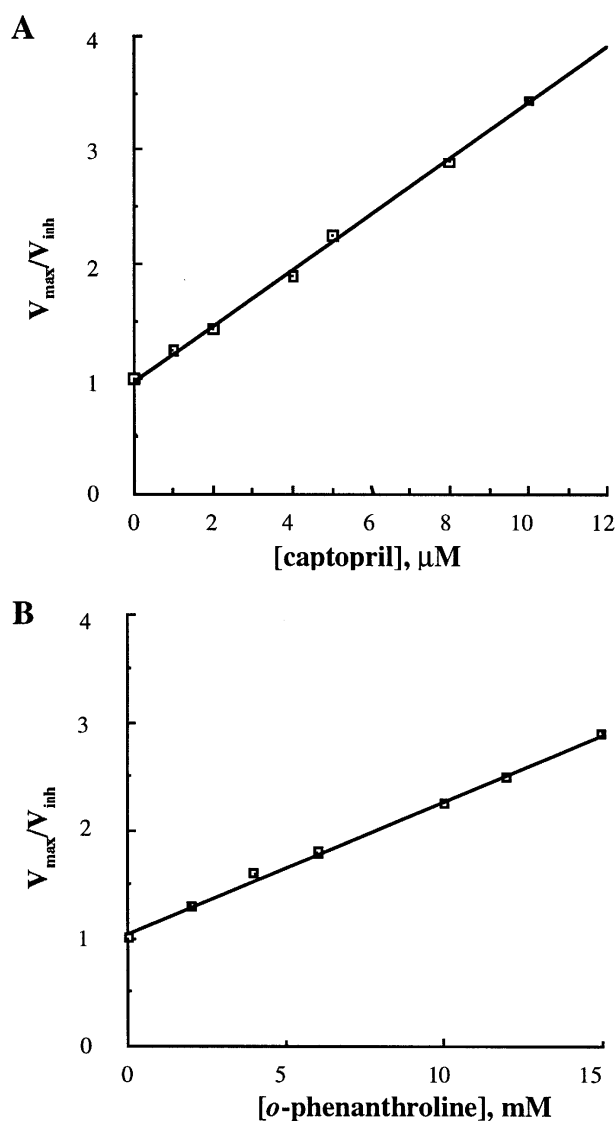 A
4
3
2
1
0
V_max/V_inh
0 2 4 6 8 10 12
[captopril], μM
B
4
3
2
1
0
V_max/V_inh
0 5 10 15
[o-phenanthroline], mM